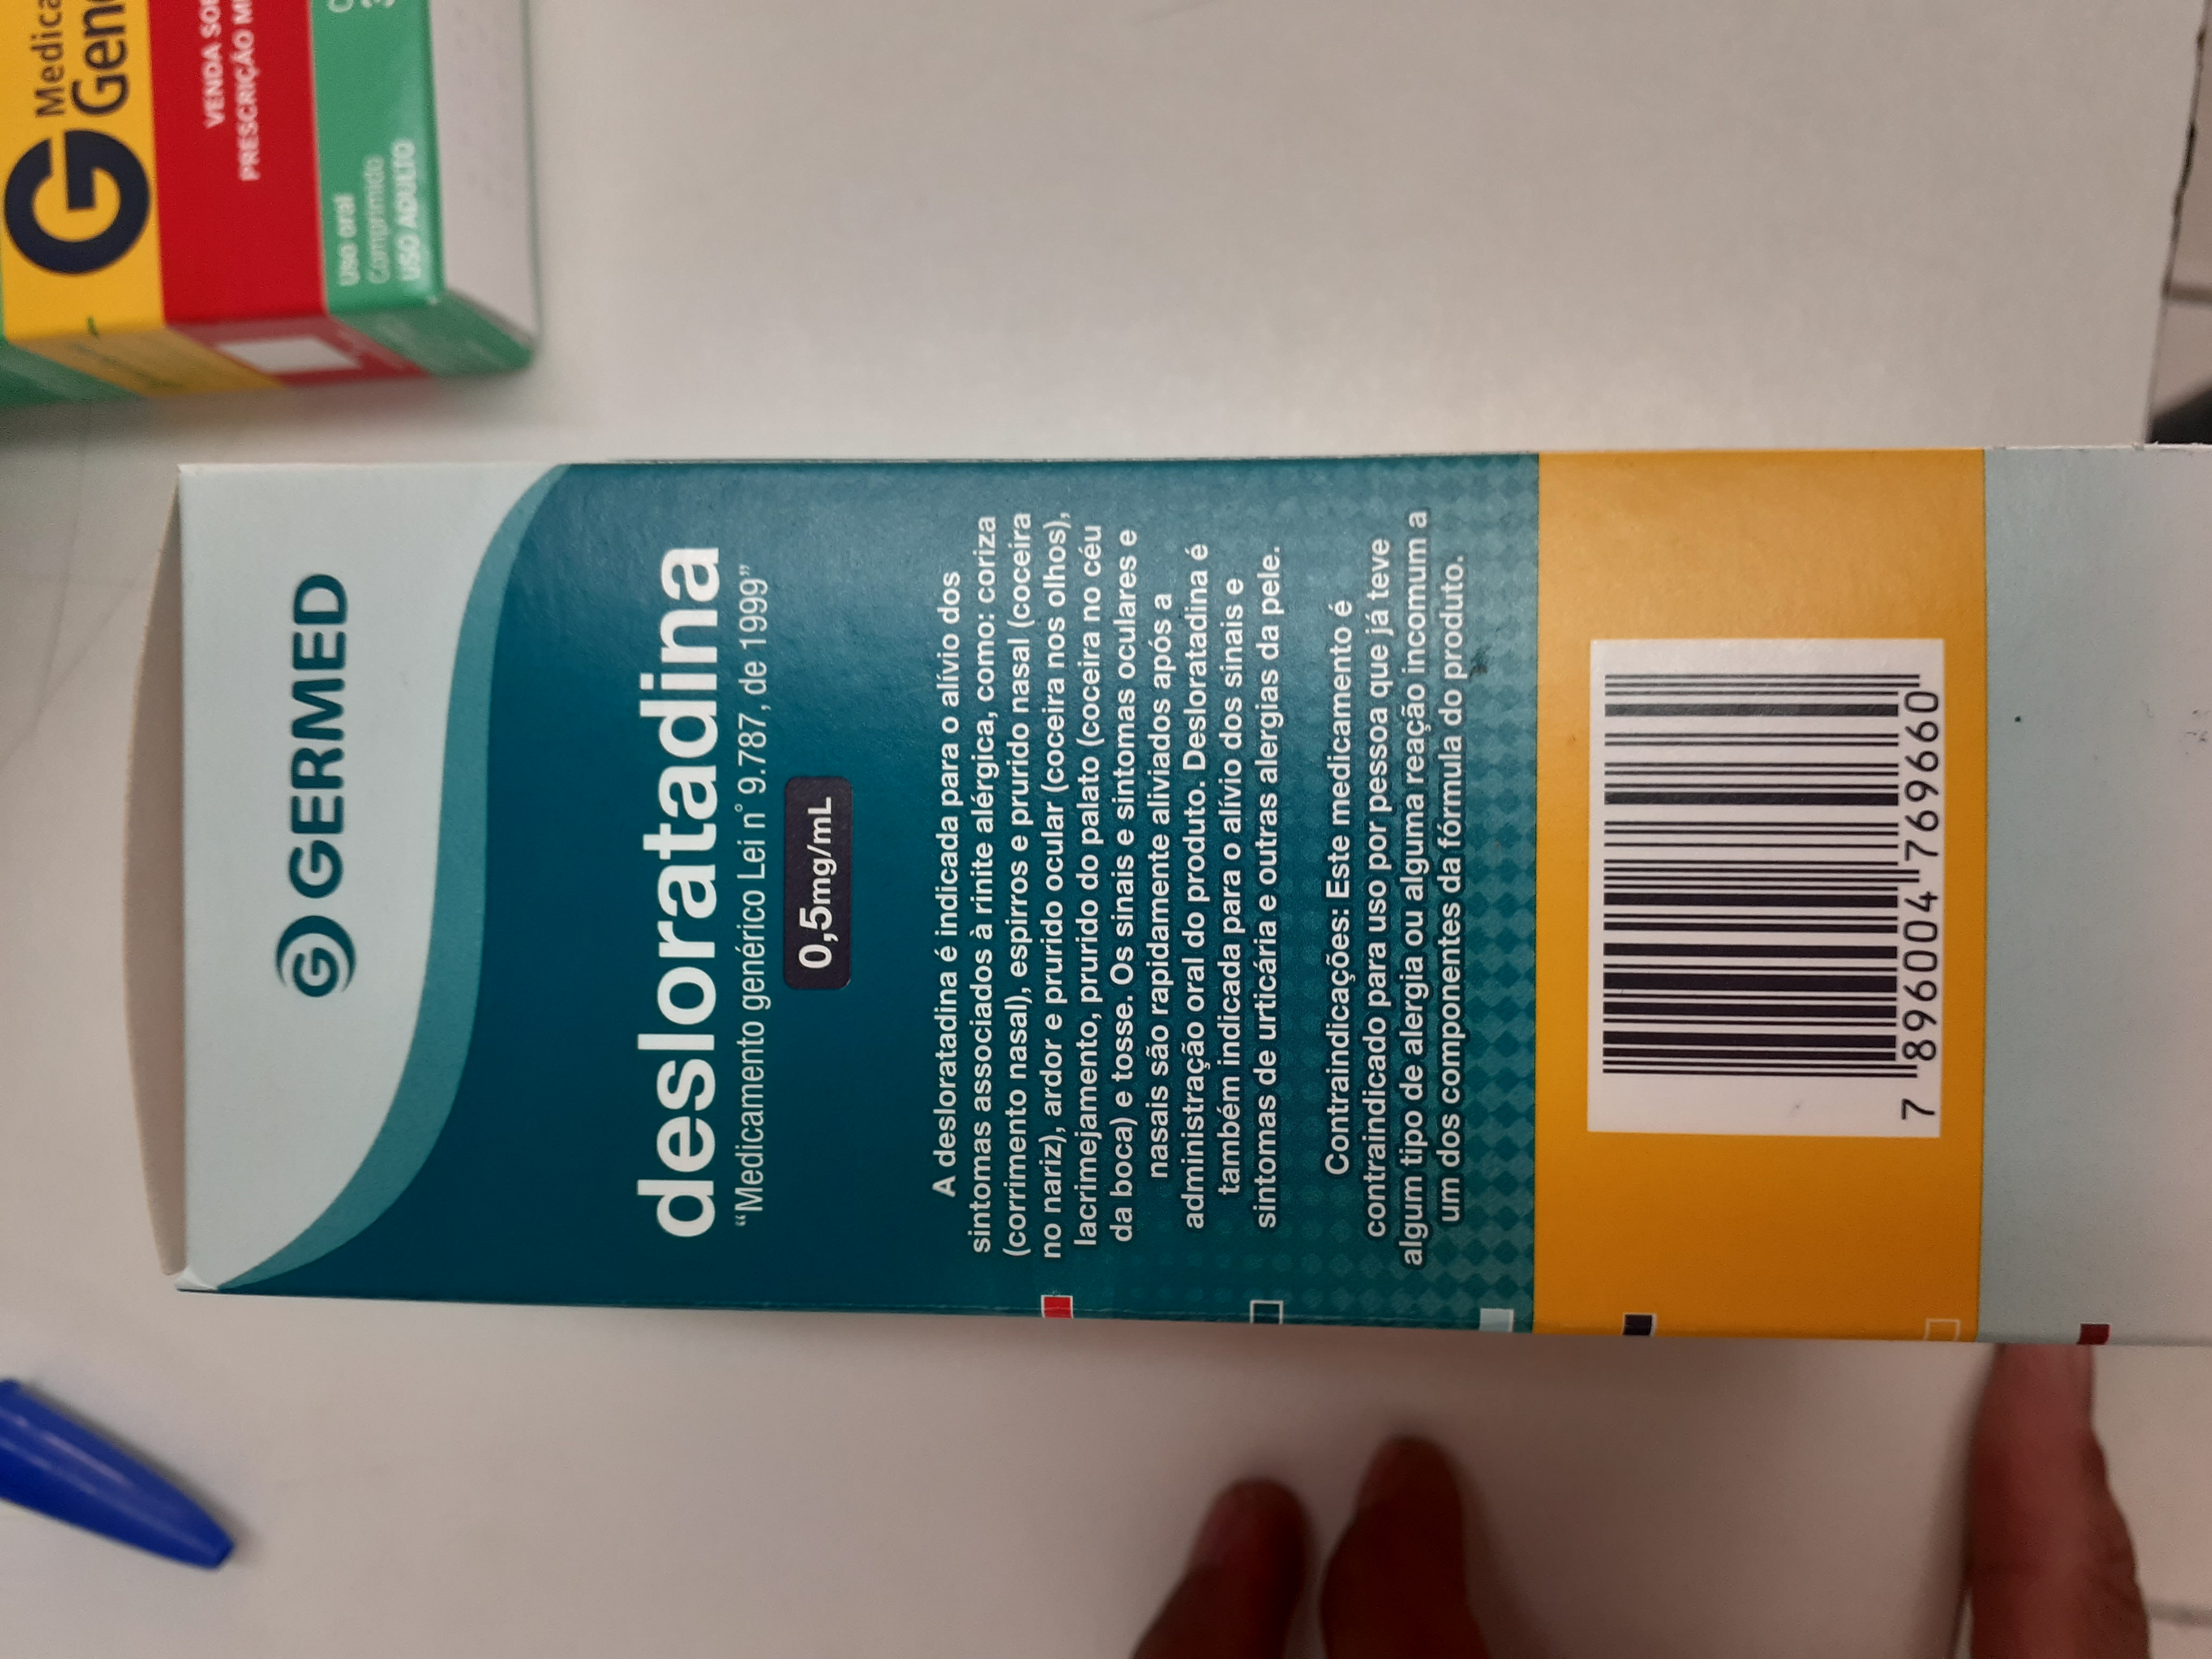 G Medica
Gen
VENDA SO
PRESCRIÇÃO M
Uso oral
Comprimido
USO ADULTO
G GERMED
desloratadina
“Medicamento genérico Lei n° 9.787, de 1999”
0,5mg/mL
A desloratadina é indicada para o alívio dos
sintomas associados à rinite alérgica, como: coriza
(corrimento nasal), espirros e prurido nasal (coceira
no nariz), ardor e prurido ocular (coceira nos olhos),
lacrimejamento, prurido do palato (coceira no céu
da boca) e tosse. Os sinais e sintomas oculares e
nasais são rapidamente aliviados após a
administração oral do produto. Desloratadina é
também indicada para o alívio dos sinais e
sintomas de urticária e outras alergias da pele.
Contraindicações: Este medicamento é
contraindicado para uso por pessoa que já teve
algum tipo de alergia ou alguma reação incomum a
um dos componentes da fórmula do produto.
7 896004 769660